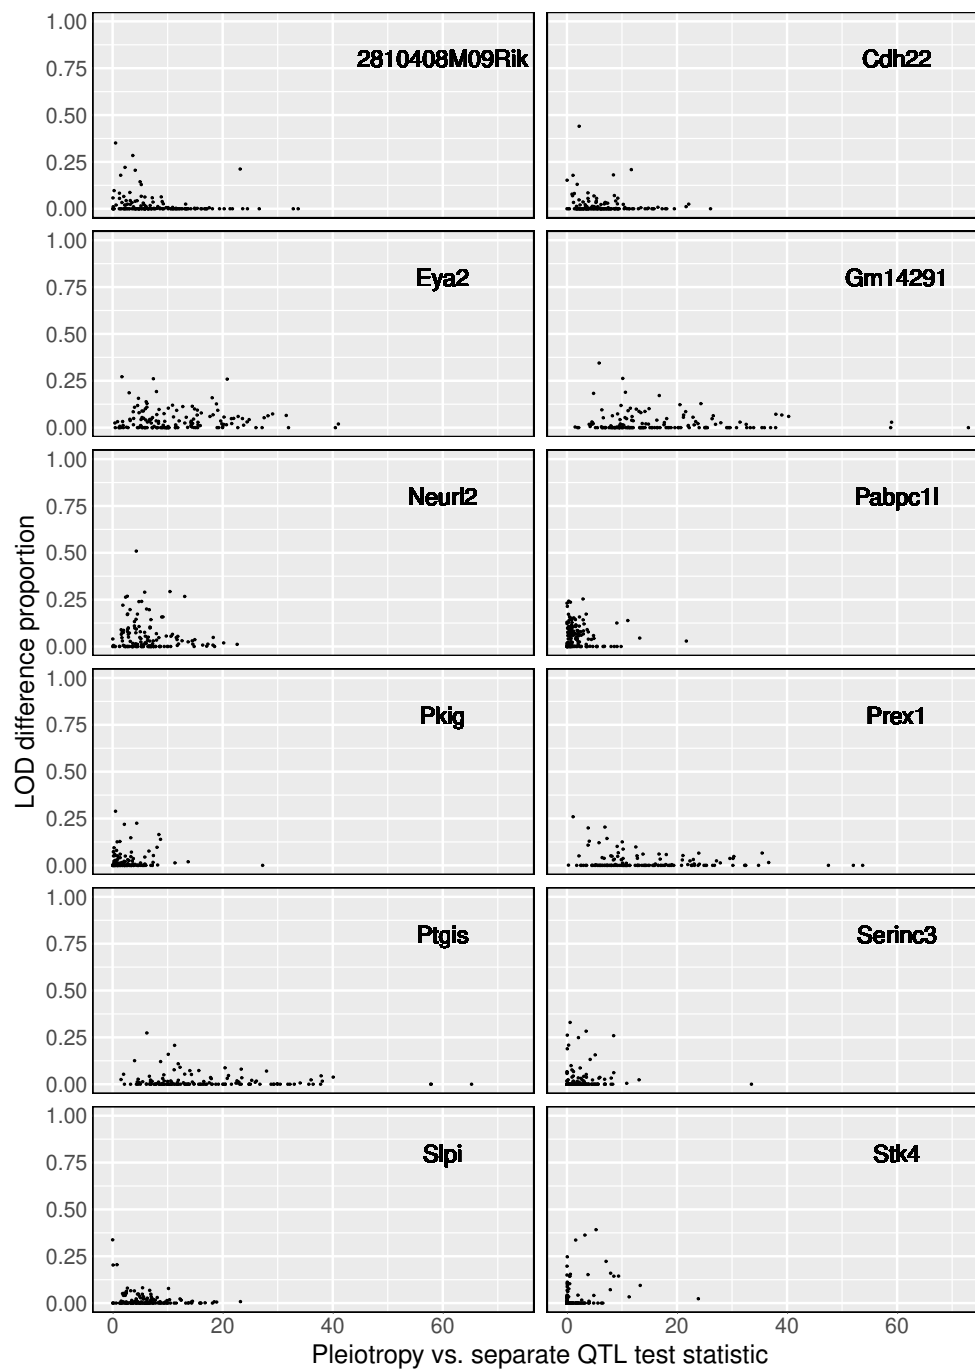 1.00
0.75
0.50
0.25
0.00
2810408M09Rik
Cdh22
1.00
0.75
0.50
0.25
0.00
Eya2
Gm14291
1.00
0.75
0.50
0.25
0.00
Neurl2
Pabpc1l
LOD difference proportion
1.00
0.75
0.50
0.25
0.00
Pkig
Prex1
1.00
0.75
0.50
0.25
0.00
Ptgis
Serinc3
1.00
0.75
0.50
0.25
0.00
Slpi
Stk4
0 20 40 60 0 20 40 60
Pleiotropy vs. separate QTL test statistic